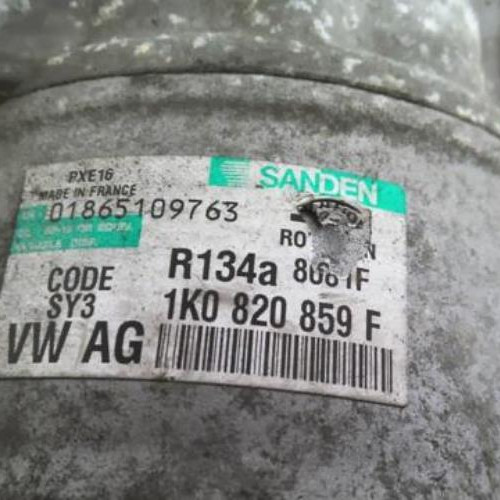 PXE16
SANDEN
MADE IN FRANCE
01865109763
R134a
CODE
SY3
1K0 820 859 F
VW AG